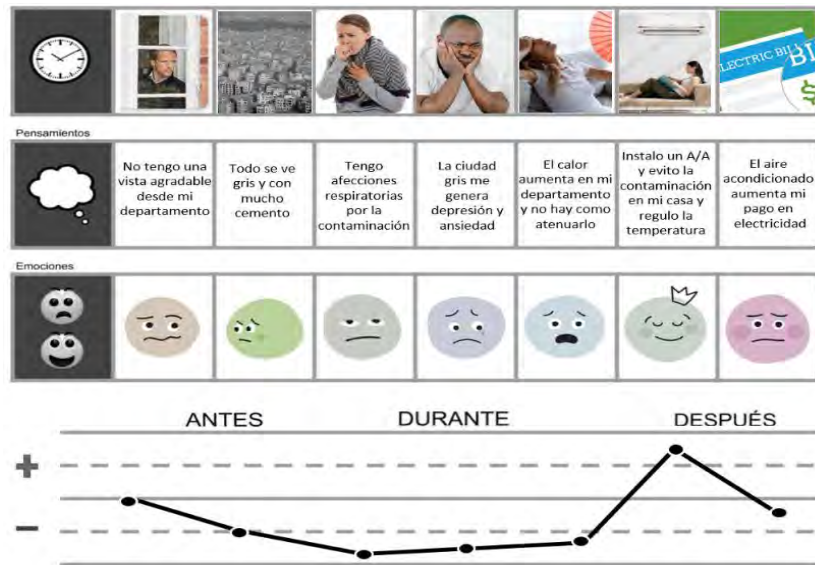 ELECTRIC BILL
BI
$
Pensamientos
No tengo una
vista agradable
desde mi
departamento
Todo se ve
gris y con
mucho
cemento
Tengo
afecciones
respiratorias
por la
contaminación
La ciudad
gris me
genera
depresión y
ansiedad
El calor
aumenta en mi
departamento
y no hay como
atenuarlo
Instalo un A/A
y evito la
contaminación
en mi casa y
regulo la
temperatura
El aire
acondicionado
aumenta mi
pago en
electricidad
Emociones
ANTES
DURANTE
DESPUÉS
+
−